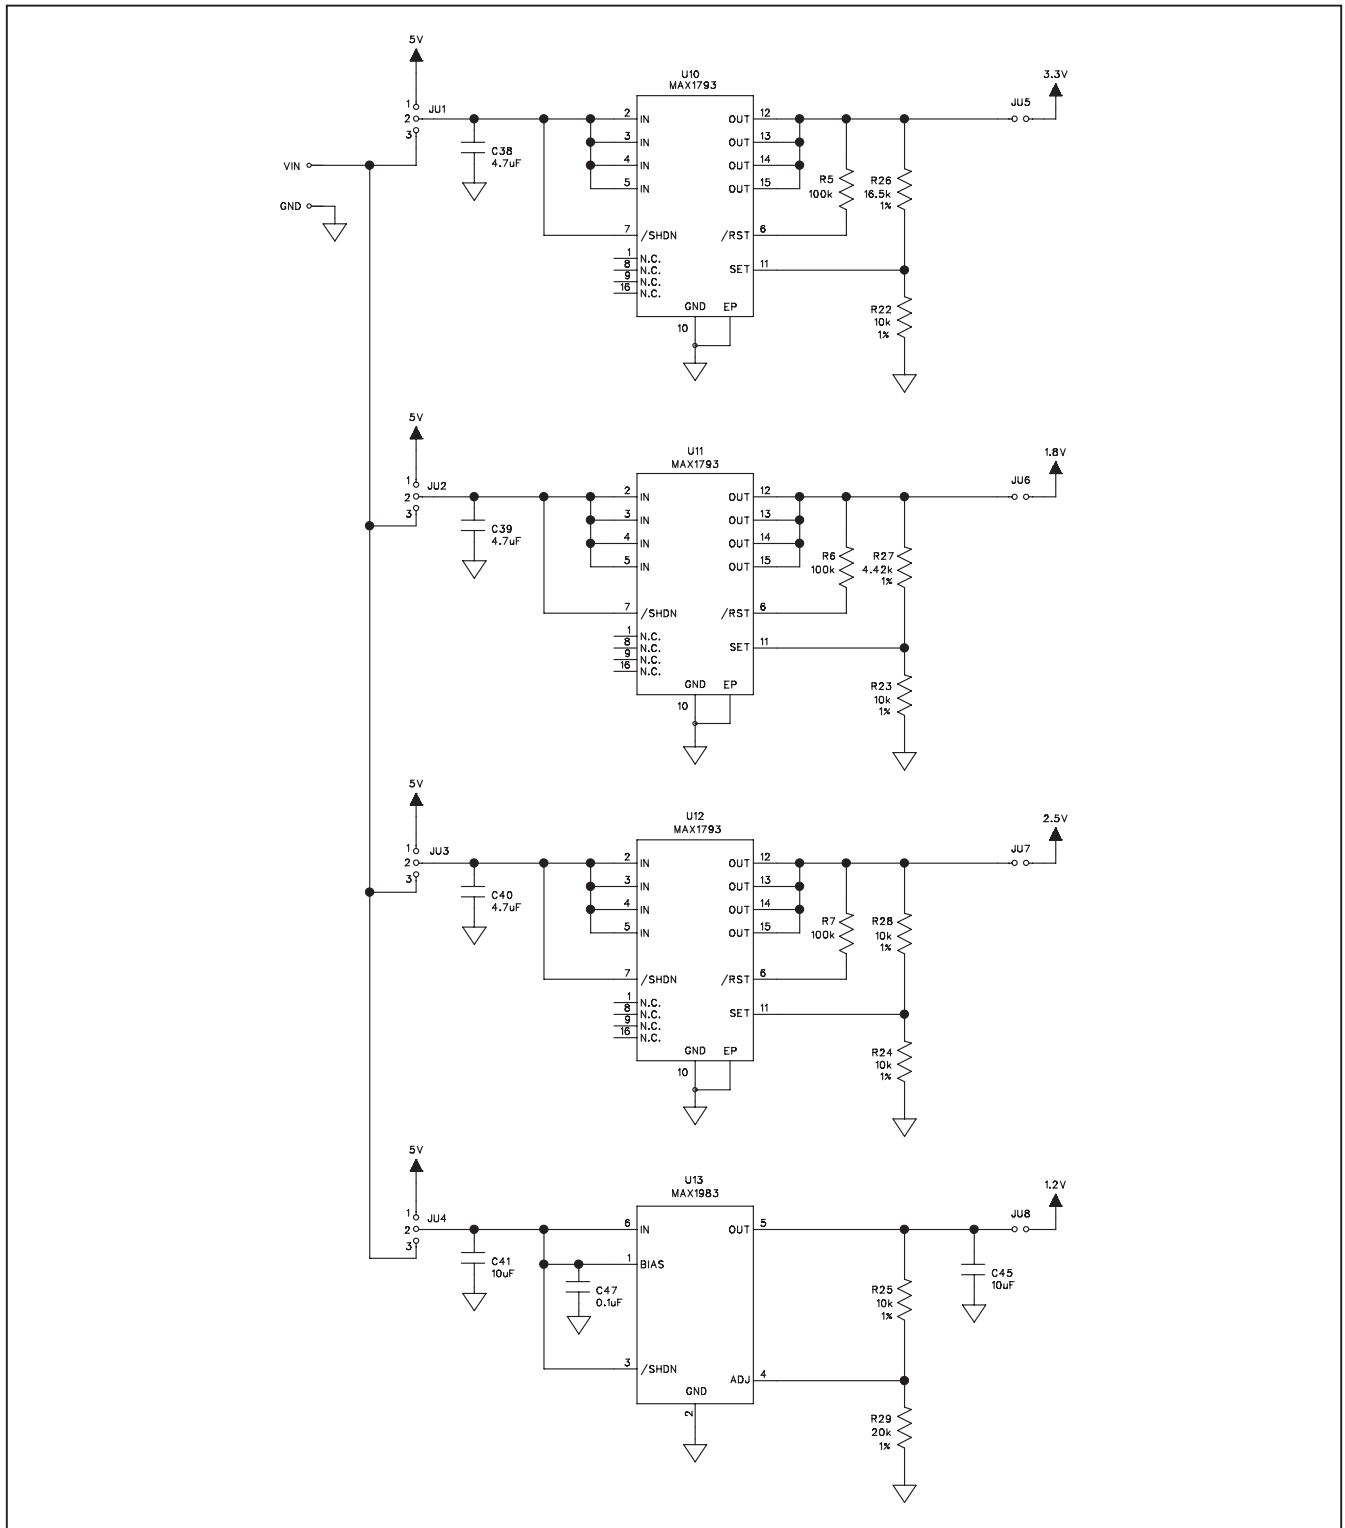 5V
U10
MAX1793
3.3V
1
2
3
JU1
2 IN
3 IN
4 IN
5 IN
7 /SHDN
1 N.C.
8 N.C.
9 N.C.
16 N.C.
OUT 12
OUT 13
OUT 14
OUT 15
/RST 6
SET 11
GND EP
10
C38
4.7uF
VIN
GND
R5
100k
R26
16.5k
1%
R22
10k
1%
JU5
5V
U11
MAX1793
1.8V
1
2
3
JU2
2 IN
3 IN
4 IN
5 IN
7 /SHDN
1 N.C.
8 N.C.
9 N.C.
16 N.C.
OUT 12
OUT 13
OUT 14
OUT 15
/RST 6
SET 11
GND EP
10
C39
4.7uF
R6
100k
R27
4.42k
1%
R23
10k
1%
JU6
5V
U12
MAX1793
2.5V
1
2
3
JU3
2 IN
3 IN
4 IN
5 IN
7 /SHDN
1 N.C.
8 N.C.
9 N.C.
16 N.C.
OUT 12
OUT 13
OUT 14
OUT 15
/RST 6
SET 11
GND EP
10
C40
4.7uF
R7
100k
R28
10k
1%
R24
10k
1%
JU7
5V
U13
MAX1983
1.2V
1
2
3
JU4
6 IN
1 BIAS
3 /SHDN
OUT 5
ADJ 4
GND
2
C41
10uF
C47
0.1uF
R25
10k
1%
C45
10uF
R29
20k
1%
JU8